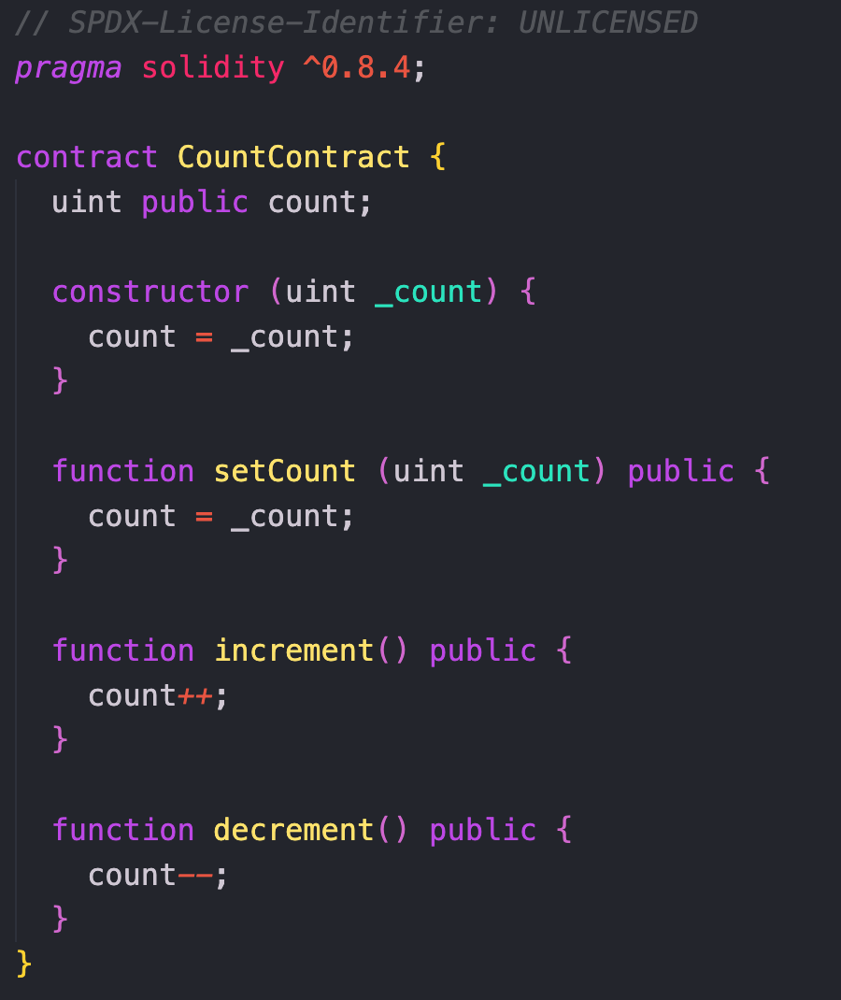 // SPDX-License-Identifier: UNLICENSED
pragma solidity ^0.8.4;
contract CountContract {
uint public count;
constructor (uint _count) {
count = _count;
}
function setCount (uint _count) public {
count = _count;
}
function increment() public {
count++;
}
function decrement() public {
count--;
}
}